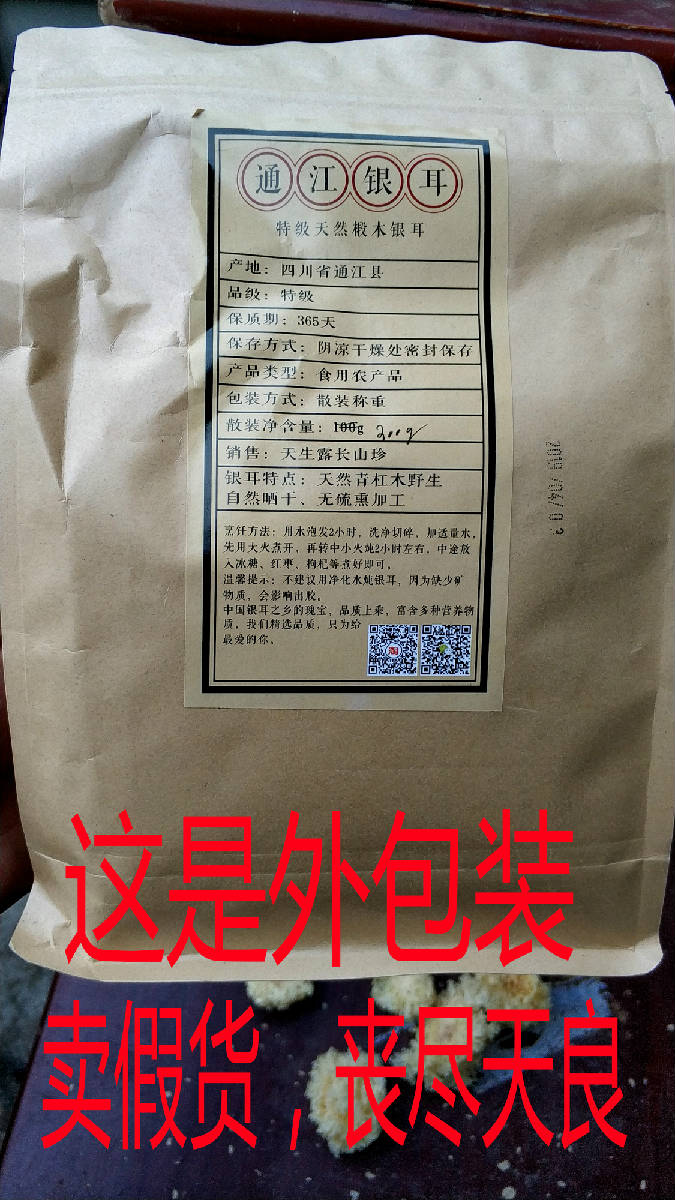 通江银耳
特级天然椴木银耳
产地：四川省通江县
品级：特级
保质期：365天
保存方式：阴凉干燥处密封保存
产品类型：食用农产品
包装方式：散装称重
散装净含量：100g 200g
销售：天生露长山珍
银耳特点：天然青杠木野生
自然晒干、无硫熏加工
烹饪方法：用水泡发2小时，洗净切碎，加适量水，
先用大火煮开，再转中小火炖2小时左右，中途放
入冰糖、红枣、枸杞等煮好即可。
温馨提示：不建议用净化水炖银耳，因为缺少矿
物质，会影响出胶。
中国银耳之乡的瑰宝，品质上乘，富含多种营养物
质，我们精选品质，只为给
最爱的你。
这是外包装
卖假货，丧尽天良